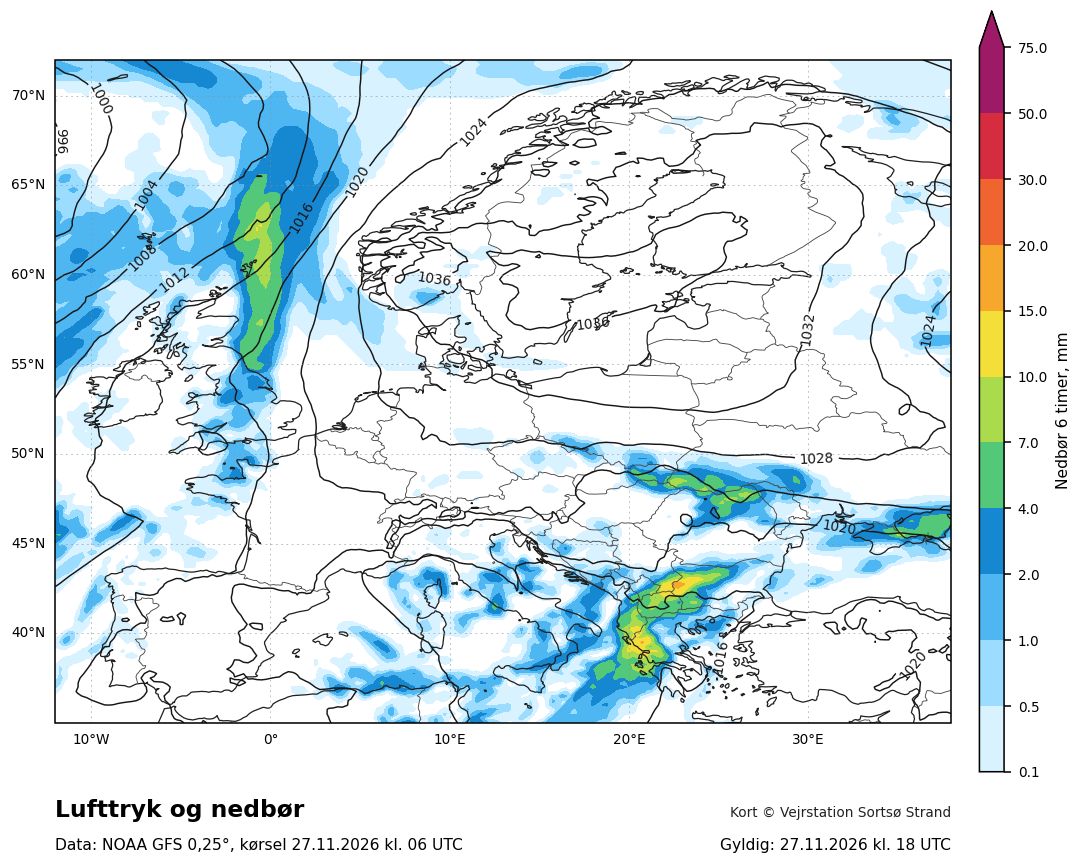 75.0
50.0
30.0
20.0
15.0
10.0
7.0
4.0
2.0
1.0
0.5
0.1
Nedbør 6 timer, mm
70°N
65°N
60°N
55°N
50°N
45°N
40°N
10°W
0°
10°E
20°E
30°E
1000
996
1004
1008
1012
1016
1020
1024
1036
1036
1032
1024
1028
1020
1016
1020
Lufttryk og nedbør
Kort © Vejrstation Sortsø Strand
Data: NOAA GFS 0,25°, kørsel 27.11.2026 kl. 06 UTC
Gyldig: 27.11.2026 kl. 18 UTC